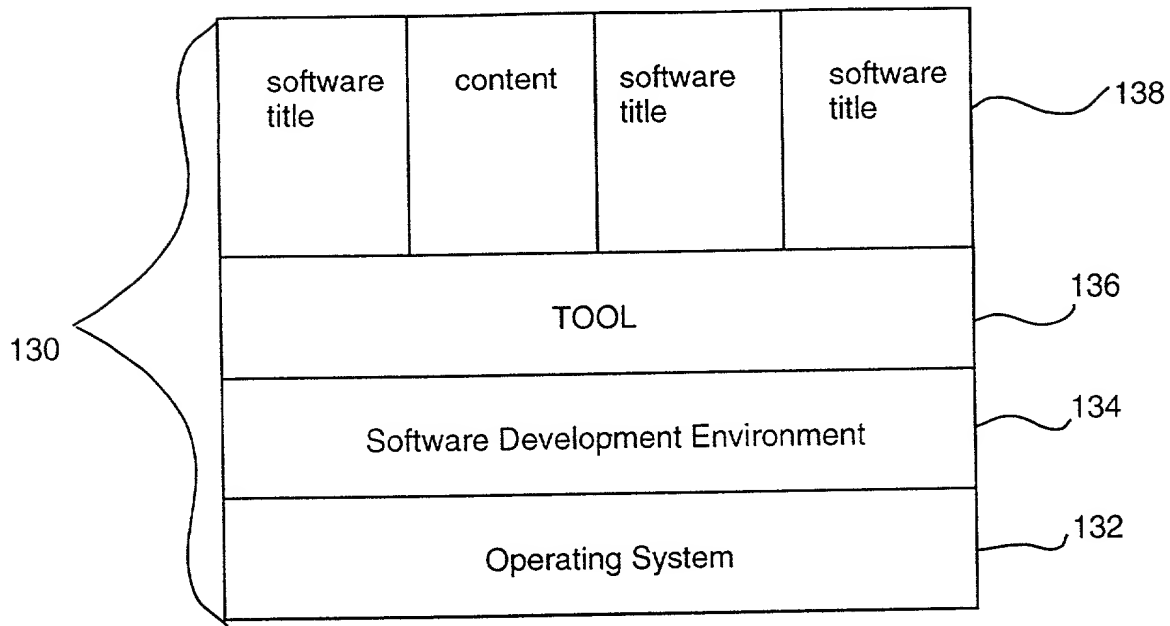 software
title
content
software
title
software
title
138
TOOL
136
130
Software Development Environment
134
Operating System
132